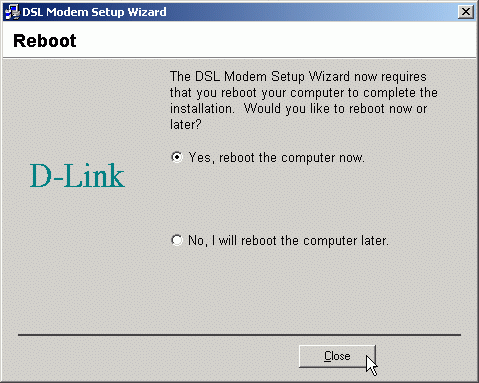 DSL Modem Setup Wizard
Reboot
The DSL Modem Setup Wizard now requires
that you reboot your computer to complete the
installation.  Would you like to reboot now or
later?
Yes, reboot the computer now.
D-Link
No, I will reboot the computer later.
Close